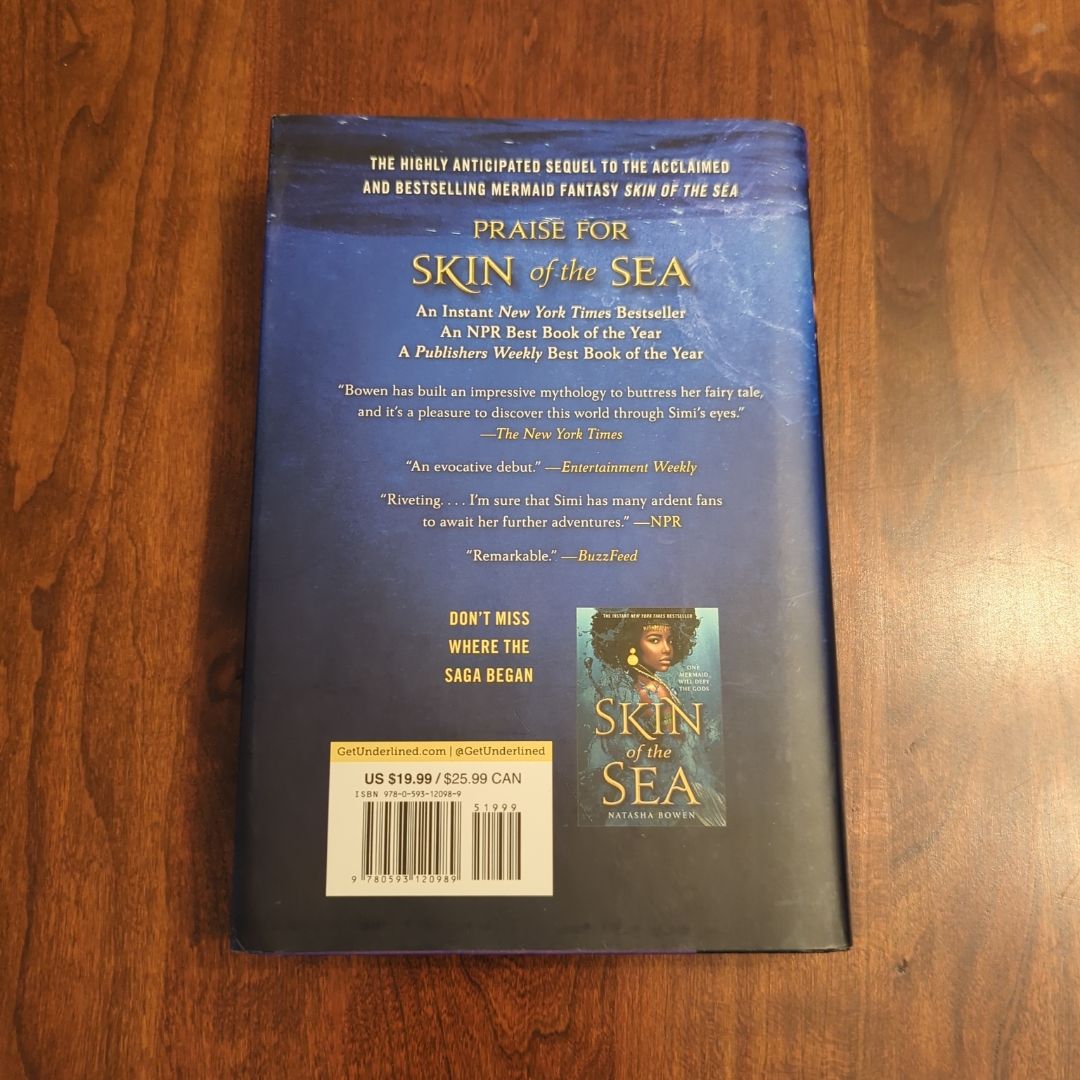 THE HIGHLY ANTICIPATED SEQUEL TO THE ACCLAIMED
AND BESTSELLING MERMAID FANTASY SKIN OF THE SEA
PRAISE FOR
SKIN of the SEA
An Instant New York Times Bestseller
An NPR Best Book of the Year
A Publishers Weekly Best Book of the Year
“Bowen has built an impressive mythology to buttress her fairy tale,
and it’s a pleasure to discover this world through Simi’s eyes.”
—The New York Times
“An evocative debut.” —Entertainment Weekly
“Riveting. . . . I’m sure that Simi has many ardent fans
to await her further adventures.” —NPR
“Remarkable.” —BuzzFeed
DON’T MISS
WHERE THE
SAGA BEGAN
THE INSTANT NEW YORK TIMES BESTSELLER
ONE
MERMAID
WILL DEFY
THE GODS
SKIN
of the
SEA
NATASHA BOWEN
GetUnderlined.com | @GetUnderlined
US $19.99 / $25.99 CAN
ISBN 978-0-593-12098-9
51999
9 780593 120989